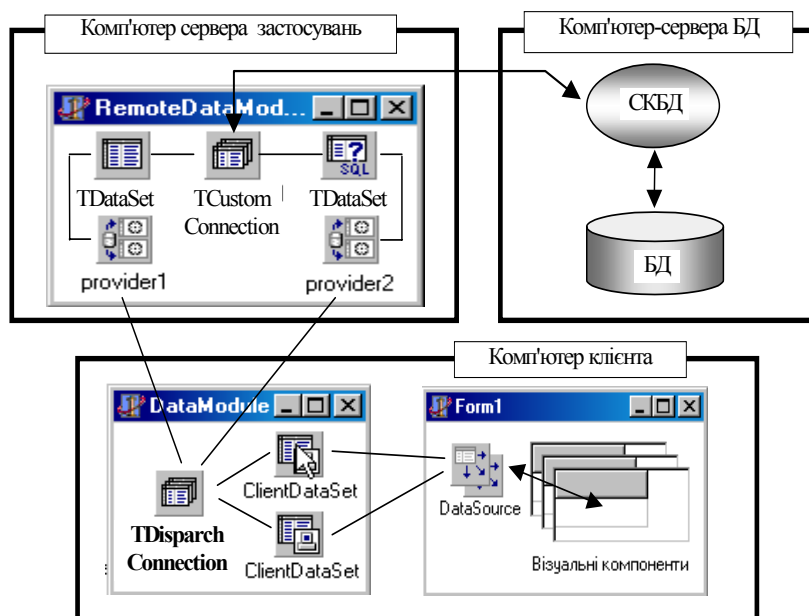 Комп'ютер сервера застосувань
RemoteDataMod...
TDataSet
TCustom
Connection
SQL
TDataSet
provider1
provider2
Комп'ютер-сервера БД
СКБД
БД
Комп'ютер клієнта
DataModule
ClientDataSet
TDisparch
Connection
ClientDataSet
Form1
DataSource
Візуальні компоненти